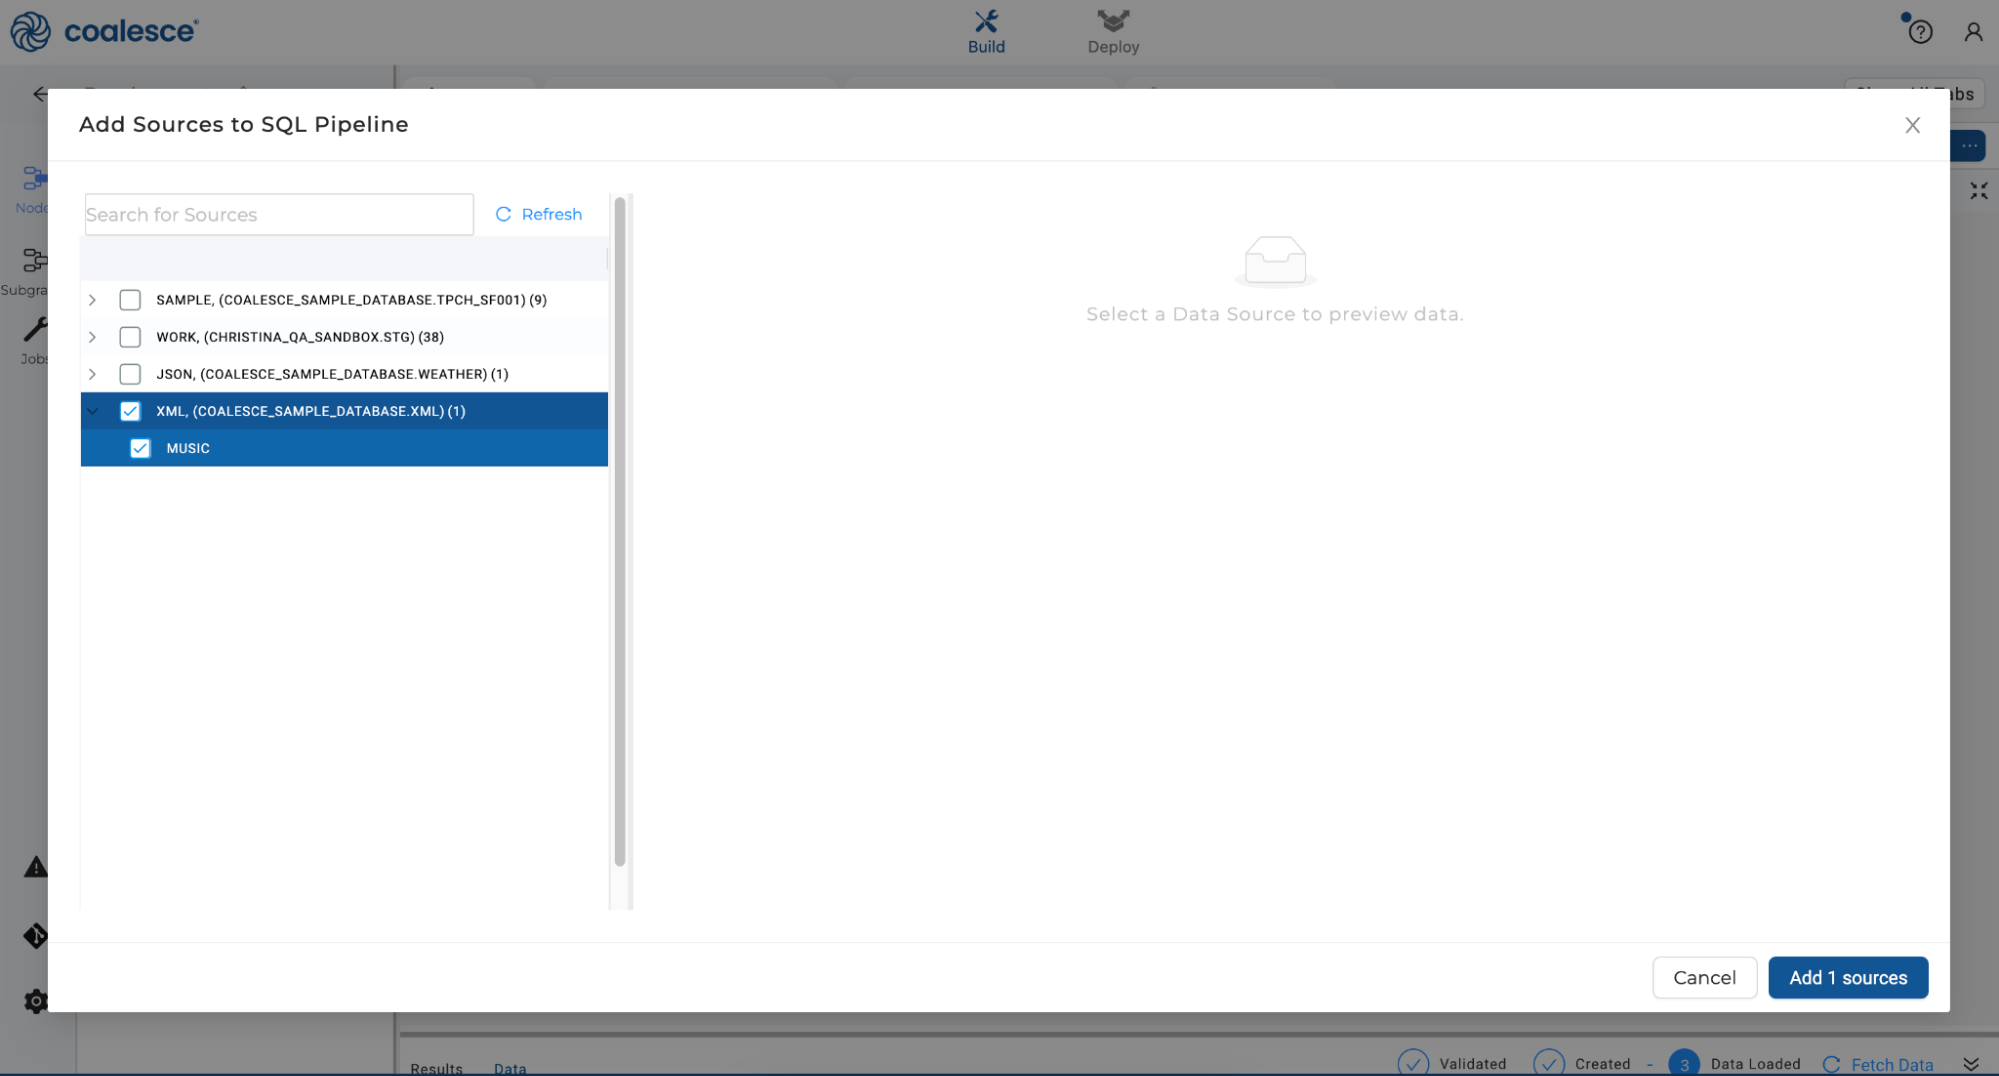 coalesce
Build
Deploy
Add Sources to SQL Pipeline
Search for Sources
Refresh
SAMPLE, (COALESCE_SAMPLE_DATABASE.TPCH_SF001) (9)
WORK, (CHRISTINA_QA_SANDBOX.STG) (38)
JSON, (COALESCE_SAMPLE_DATABASE.WEATHER) (1)
XML, (COALESCE_SAMPLE_DATABASE.XML) (1)
MUSIC
Select a Data Source to preview data.
Node
Subgra
Jobs
Cancel
Add 1 sources
Results
Data
Validated
Created
-
3
Data Loaded
Fetch Data